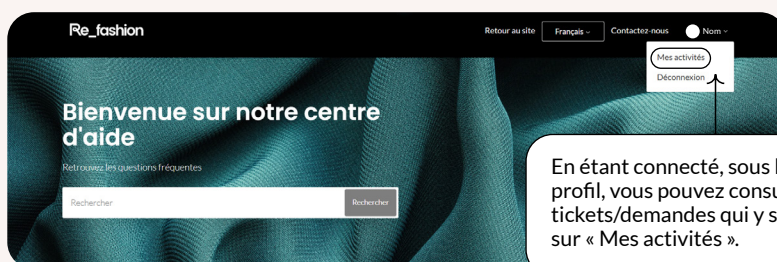 Re_fashion
Retour au site Français Contactez-nous Nom
Mes activités
Déconnexion
Bienvenue sur notre centre
d'aide
Retrouvez les questions fréquentes
Rechercher Rechercher
En étant connecté, sous
profil, vous pouvez
tickets/demandes qui y
sur « Mes activités ».